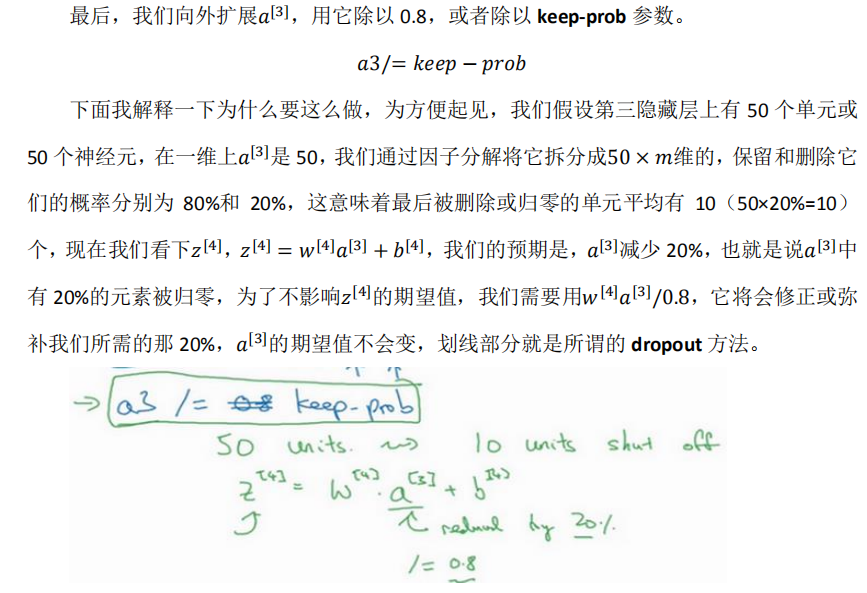 最后，我们向外扩展a^[3]，用它除以 0.8，或者除以 keep-prob 参数。
a3/= keep − prob
下面我解释一下为什么要这么做，为方便起见，我们假设第三隐藏层上有 50 个单元或
50 个神经元，在一维上a^[3]是 50，我们通过因子分解将它拆分成50 × m维的，保留和删除它
们的概率分别为 80%和 20%，这意味着最后被删除或归零的单元平均有 10（50×20%=10）
个，现在我们看下z^[4]，z^[4] = w^[4]a^[3] + b^[4]，我们的预期是，a^[3]减少 20%，也就是说a^[3]中
有 20%的元素被归零，为了不影响z^[4]的期望值，我们需要用w^[4]a^[3]/0.8，它将会修正或弥
补我们所需的那 20%，a^[3]的期望值不会变，划线部分就是所谓的 dropout 方法。
→ a3 /= 0.8 keep-prob
50 units. ⇝ 10 units shut off
z^[4] = w^[4] · a^[3] + b^[4]
reduced by 20%.
/= 0.8